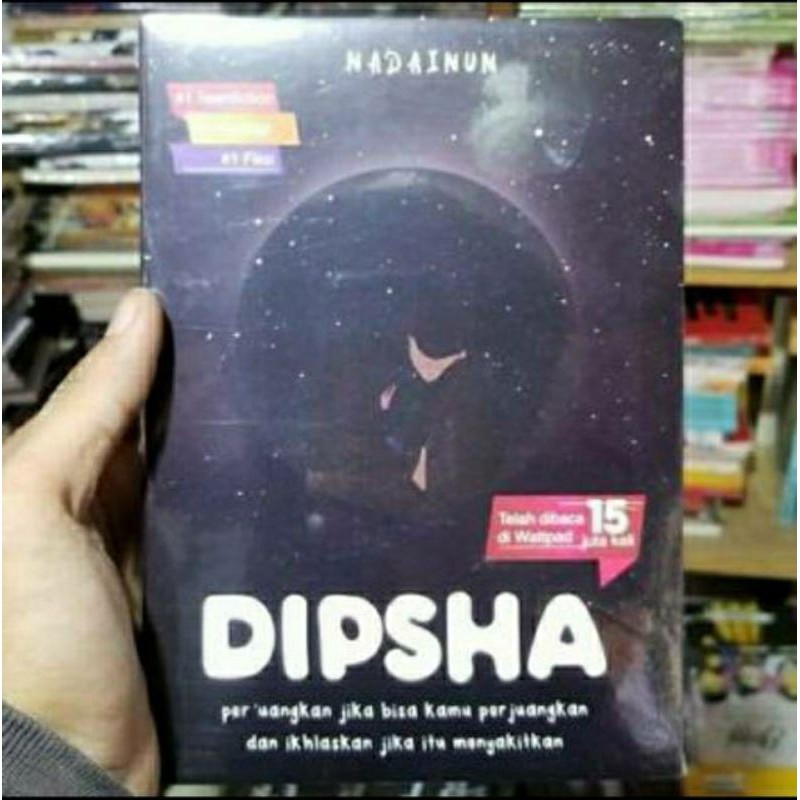 NADAINUN
#1 Teenfiction
#1 Fiksi
Telah dibaca 15
di Wattpad juta kali
DIPSHA
perjuangkan jika bisa kamu perjuangkan
dan ikhlaskan jika itu menyakitkan